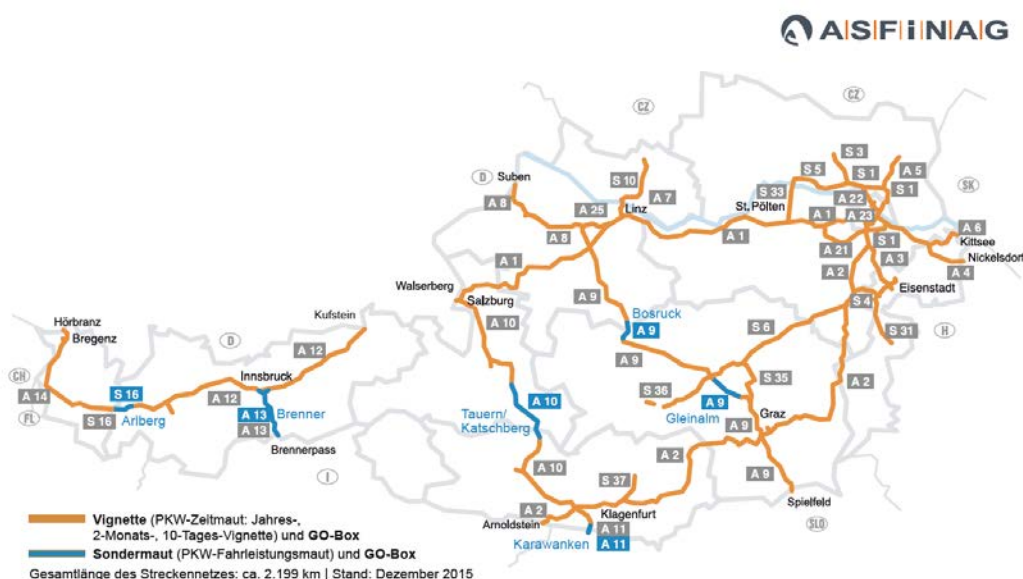 ASFiNAG
CZ
CZ
S 3
S 5
S 1
A 5
D
Suben
S 10
A 7
S 33
S 1
SK
A 8
A 25
Linz
St. Pölten
A 22
A 1
A 23
A 6
A 8
A 1
A 21
S 1
Kittsee
A 1
A 2
A 3
Nickelsdorf
A 4
Walserberg
Salzburg
A 9
S 4
Eisenstadt
Kufstein
A 10
Bosruck
A 9
S 6
H
Hörbranz
Bregenz
D
A 12
A 9
S 31
CH
Innsbruck
S 35
A 14
S 16
A 12
S 36
A 2
FL
S 16
Arlberg
A 13
Brenner
A 10
A 9
Gleinalm
Graz
A 13
Tauern/
Katschberg
A 9
Brennerpass
A 2
A 10
A 9
I
S 37
Spielfeld
A 2
Klagenfurt
SLO
Arnoldstein
A 11
Karawanken
A 11
Vignette (PKW-Zeitmaut: Jahres-,
2-Monats-, 10-Tages-Vignette) und GO-Box
Sondermaut (PKW-Fahrleistungsmaut) und GO-Box
Gesamtlänge des Streckennetzes: ca. 2.199 km | Stand: Dezember 2015